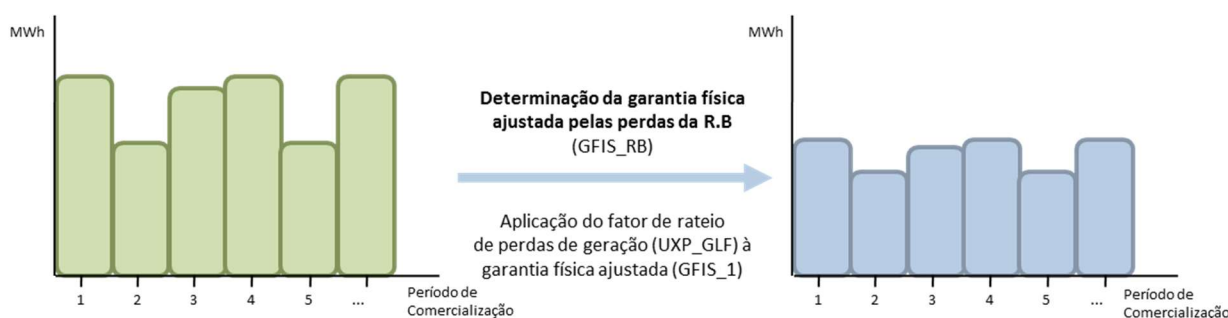 MWh
1
2
3
4
5
...
Período de
Comercialização
Determinação da garantia física
ajustada pelas perdas da R.B
(GFIS_RB)
Aplicação do fator de rateio
de perdas de geração (UXP_GLF) à
garantia física ajustada (GFIS_1)
MWh
1
2
3
4
5
...
Período de
Comercialização